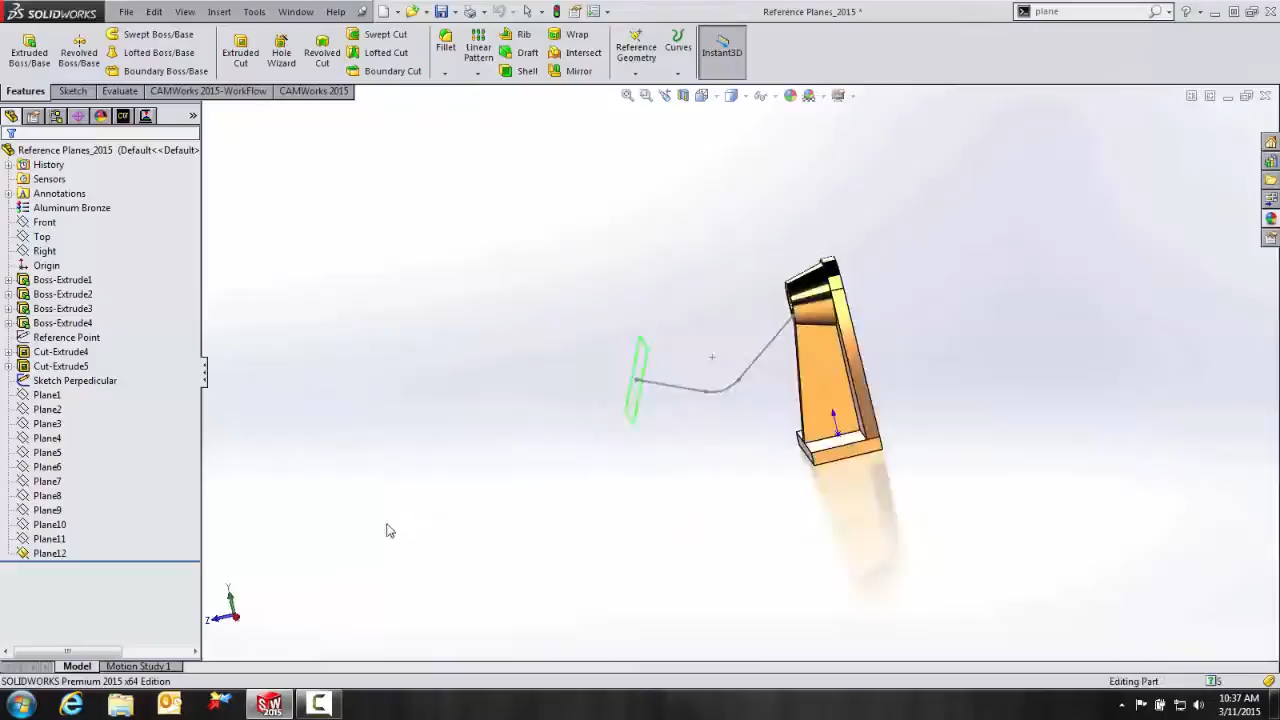 SOLIDWORKS File Edit View Insert Tools Window Help Reference Planes_2015 * plane
Extruded Boss/Base
Revolved Boss/Base
Swept Boss/Base
Lofted Boss/Base
Boundary Boss/Base
Extruded Cut
Hole Wizard
Revolved Cut
Swept Cut
Lofted Cut
Boundary Cut
Fillet
Linear Pattern
Rib
Draft
Shell
Wrap
Intersect
Mirror
Reference Geometry
Curves
Instant3D
Features Sketch Evaluate CAMWorks 2015-WorkFlow CAMWorks 2015
Reference Planes_2015 (Default<<Default>
History
Sensors
Annotations
Aluminum Bronze
Front
Top
Right
Origin
Boss-Extrude1
Boss-Extrude2
Boss-Extrude3
Boss-Extrude4
Reference Point
Cut-Extrude4
Cut-Extrude5
Sketch Perpendicular
Plane1
Plane2
Plane3
Plane4
Plane5
Plane6
Plane7
Plane8
Plane9
Plane10
Plane11
Plane12
Y
Z
Model Motion Study 1
SOLIDWORKS Premium 2015 x64 Edition Editing Part
SW
2015
10:37 AM
3/11/2015